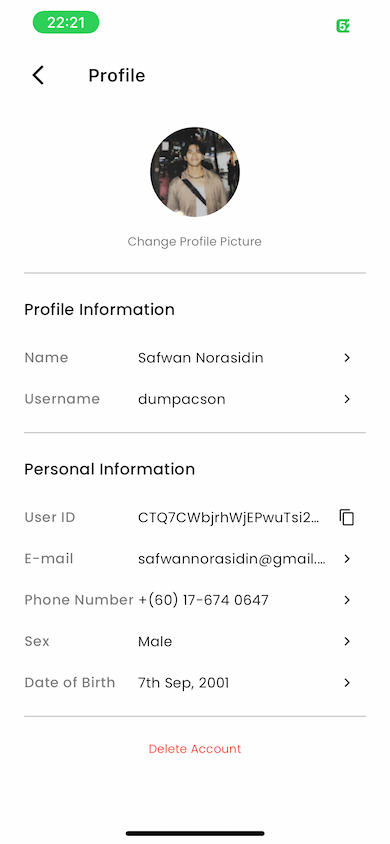 22:21
Profile
Change Profile Picture
Profile Information
Name Safwan Norasidin
Username dumpacson
Personal Information
User ID CTQ7CWbjrhWjEPwuTsi2...
E-mail safwannorasidin@gmail....
Phone Number +(60) 17-674 0647
Sex Male
Date of Birth 7th Sep, 2001
Delete Account